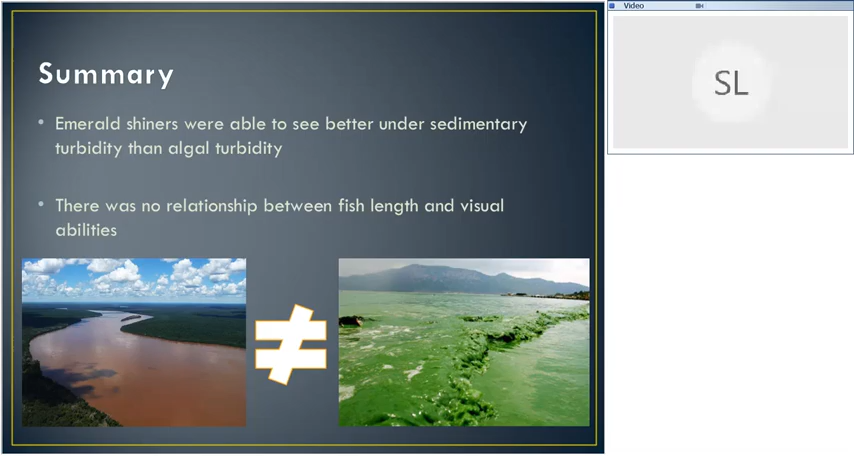 Summary
• Emerald shiners were able to see better under sedimentary
turbidity than algal turbidity
• There was no relationship between fish length and visual
abilities
≠
Video
SL